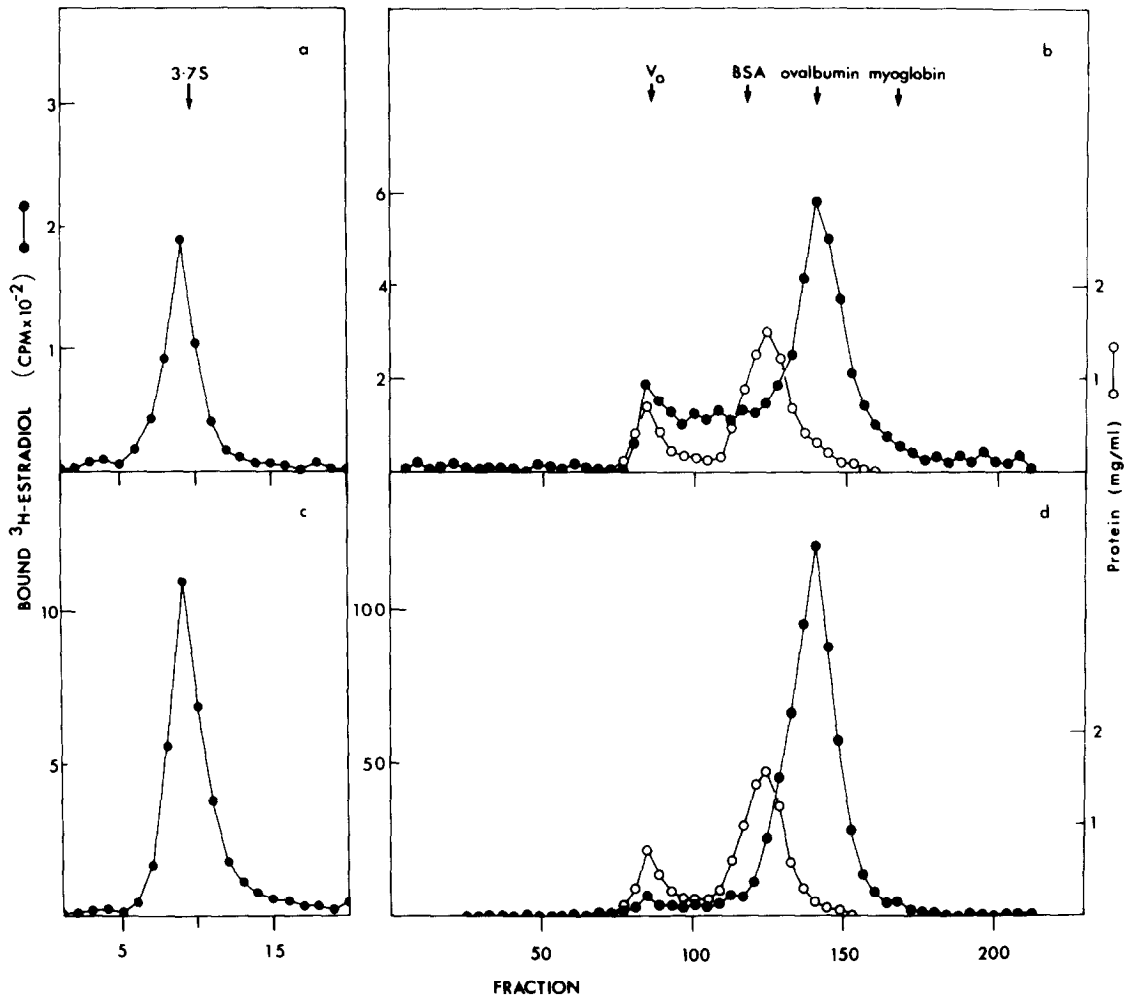 a
3·7S
3
2
1
b
Vo
BSA ovalbumin myoglobin
6
4
2
2
1
c
10
5
5
15
d
100
50
2
1
50
100
150
200
BOUND ³H-ESTRADIOL (CPM×10⁻²)
Protein (mg/ml)
FRACTION